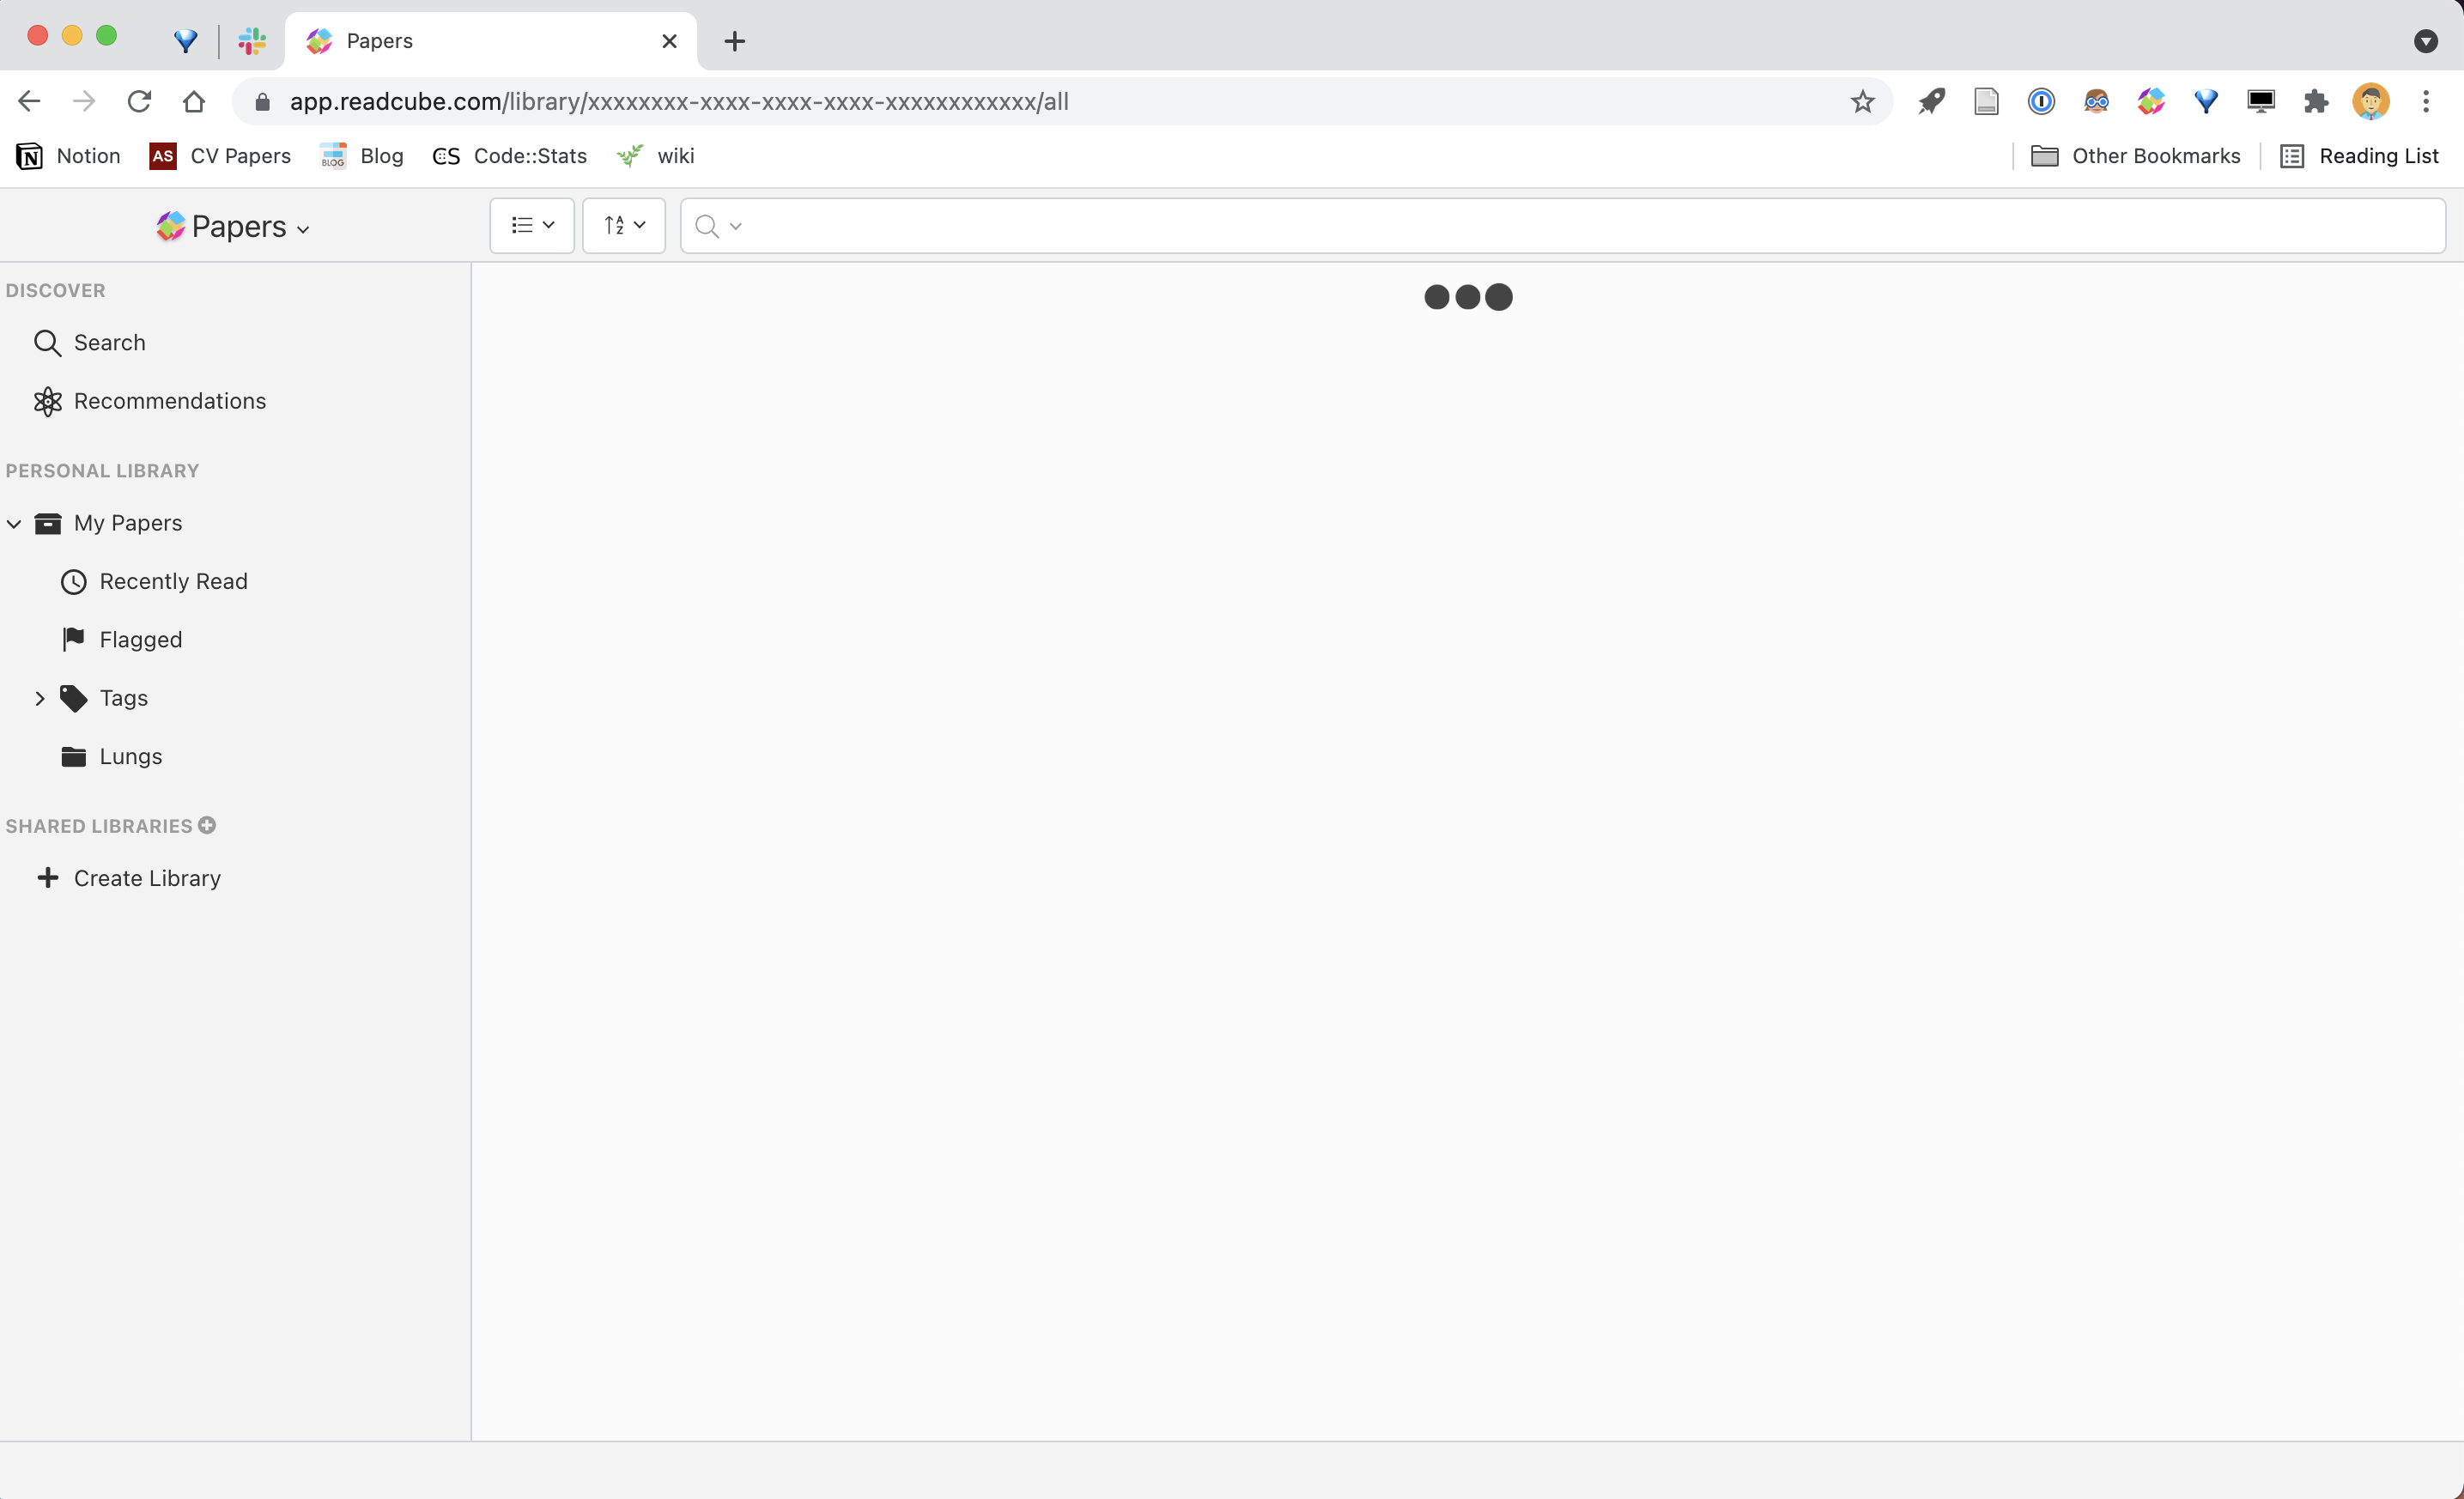 Papers
app.readcube.com/library/xxxxxxxx-xxxx-xxxx-xxxx-xxxxxxxxxxxx/all
Notion AS CV Papers BLOG Blog C::S Code::Stats wiki Other Bookmarks Reading List
Papers
DISCOVER
Search
Recommendations
PERSONAL LIBRARY
My Papers
Recently Read
Flagged
Tags
Lungs
SHARED LIBRARIES
Create Library